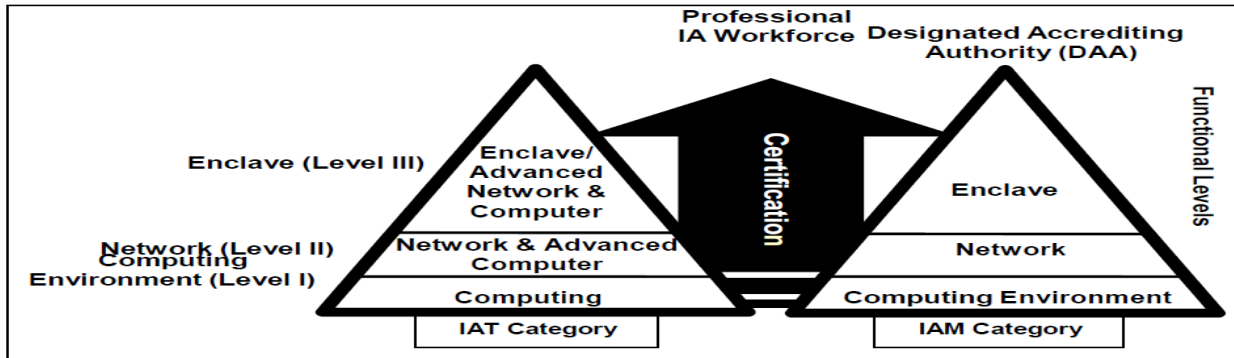 Professional
IA Workforce
Designated Accrediting
Authority (DAA)
Functional Levels
Certification
Enclave (Level III)
Enclave/
Advanced
Network &
Computer
Enclave
Network (Level II)
Network & Advanced
Computer
Network
Computing
Environment (Level I)
Computing
Computing Environment
IAT Category
IAM Category